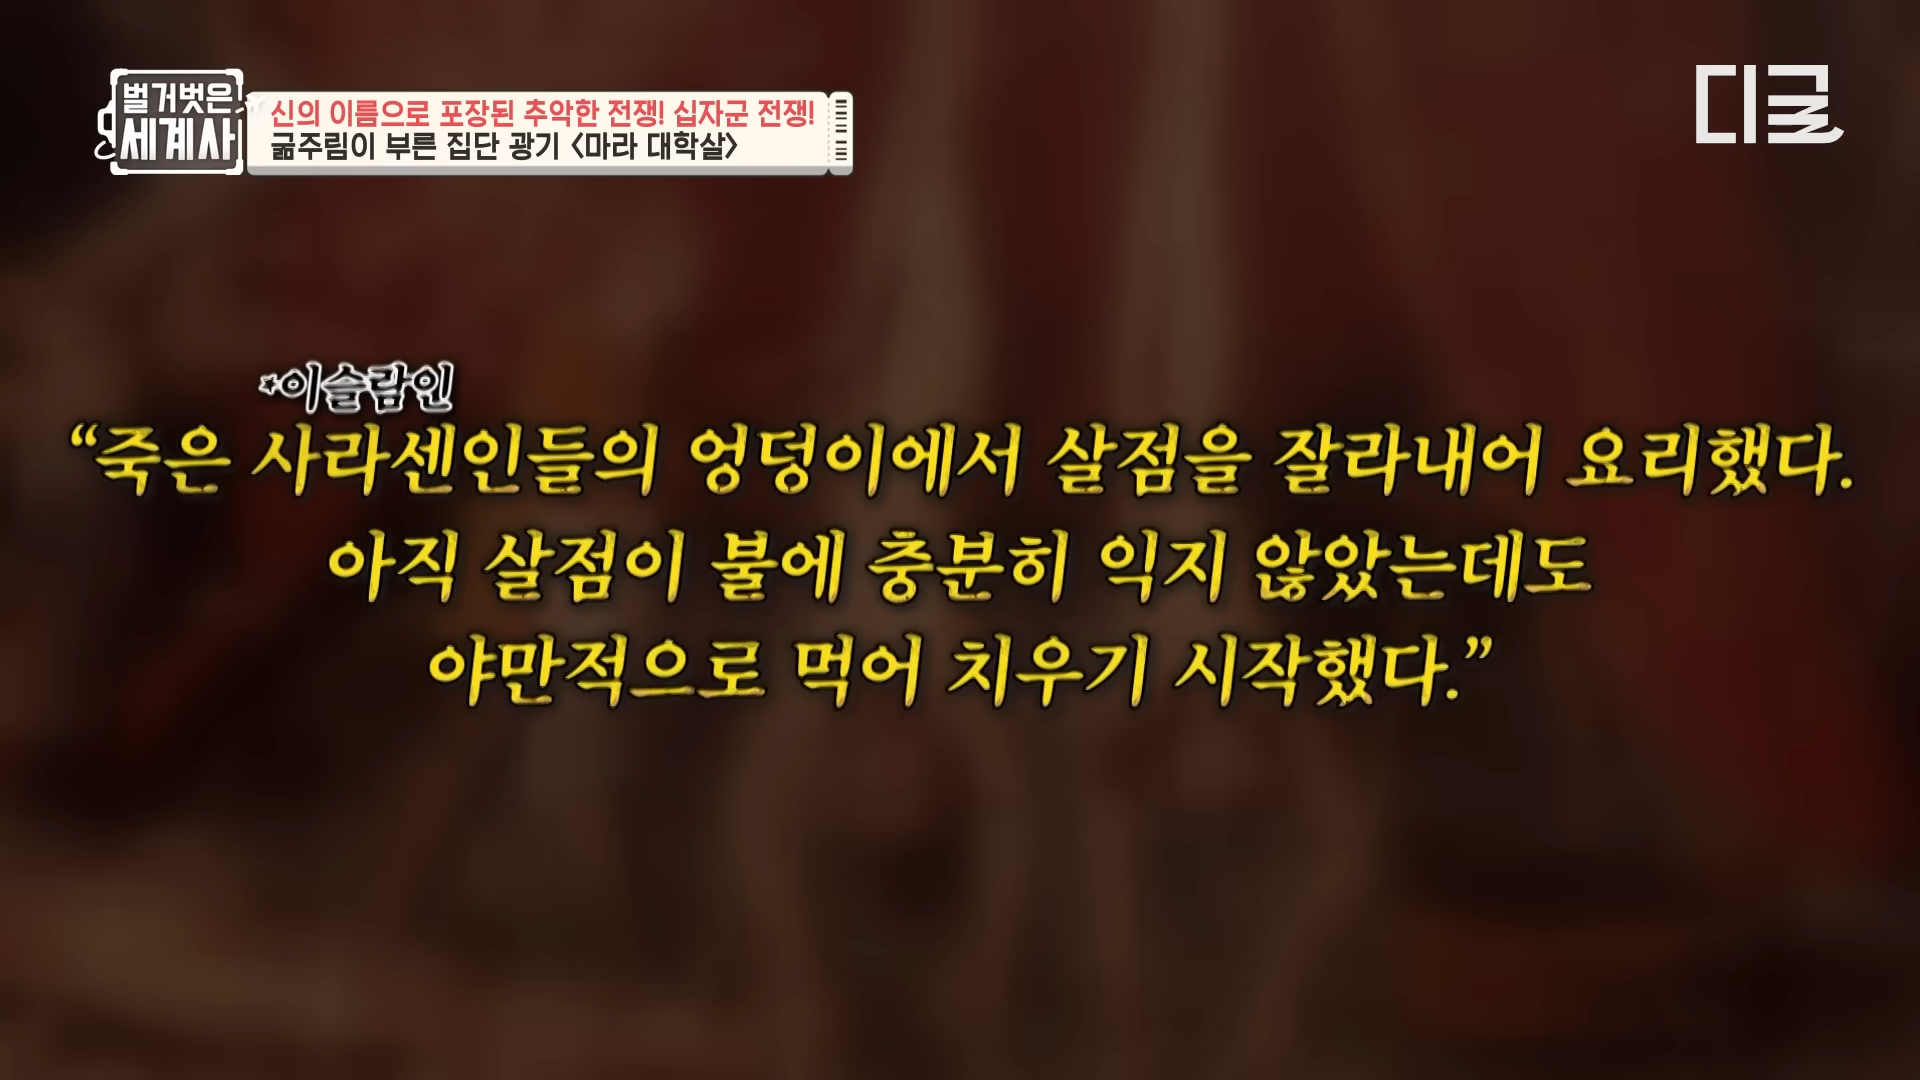 벌거벗은
세계사
신의 이름으로 포장된 추악한 전쟁! 십자군 전쟁!
굶주림이 부른 집단 광기 <마라 대학살>
디글
*이슬람인
“죽은 사라센인들의 엉덩이에서 살점을 잘라내어 요리했다.
아직 살점이 불에 충분히 익지 않았는데도
야만적으로 먹어 치우기 시작했다.”